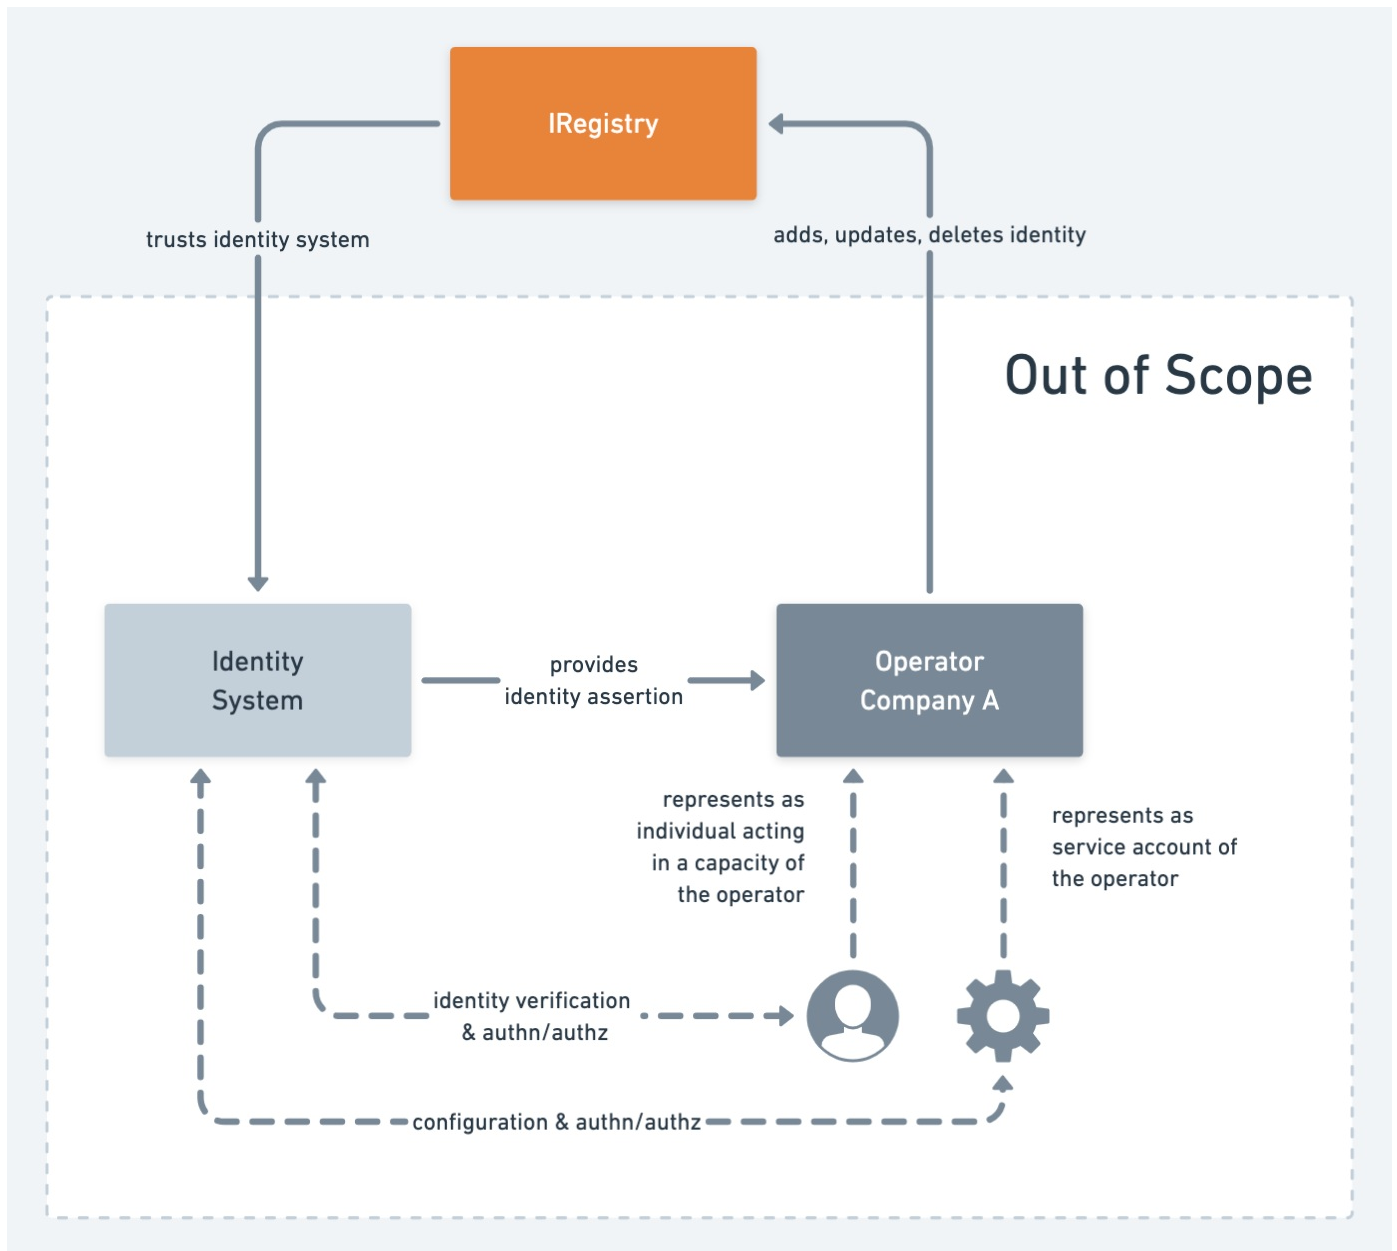 IRegistry
trusts identity system
adds, updates, deletes identity
Out of Scope
Identity
System
provides
identity assertion
Operator
Company A
represents as
individual acting
in a capacity of
the operator
represents as
service account of
the operator
identity verification
& authn/authz
configuration & authn/authz